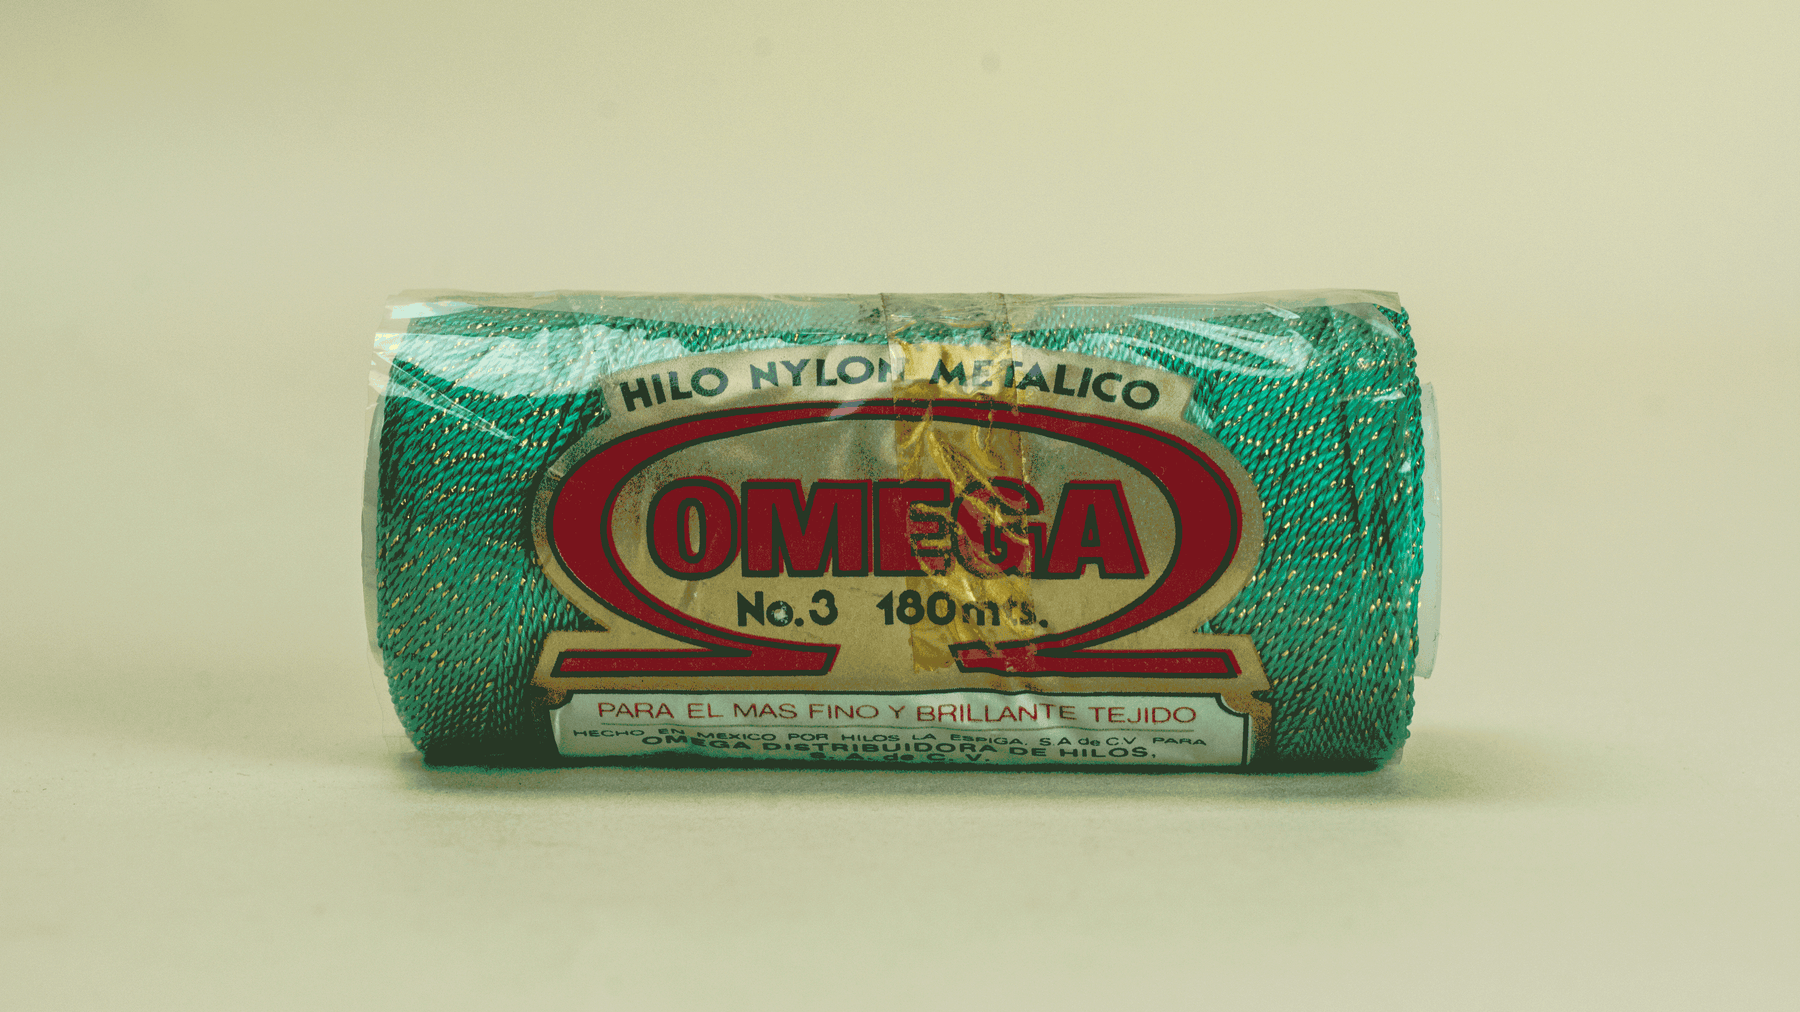 HILO NYLON METALICO
OMEGA
No.3 180mts.
PARA EL MAS FINO Y BRILLANTE TEJIDO
HECHO EN MEXICO POR HILOS LA ESPIGA, S.A de C.V PARA
OMEGA DISTRIBUIDORA DE HILOS,
S. A. de C. V.